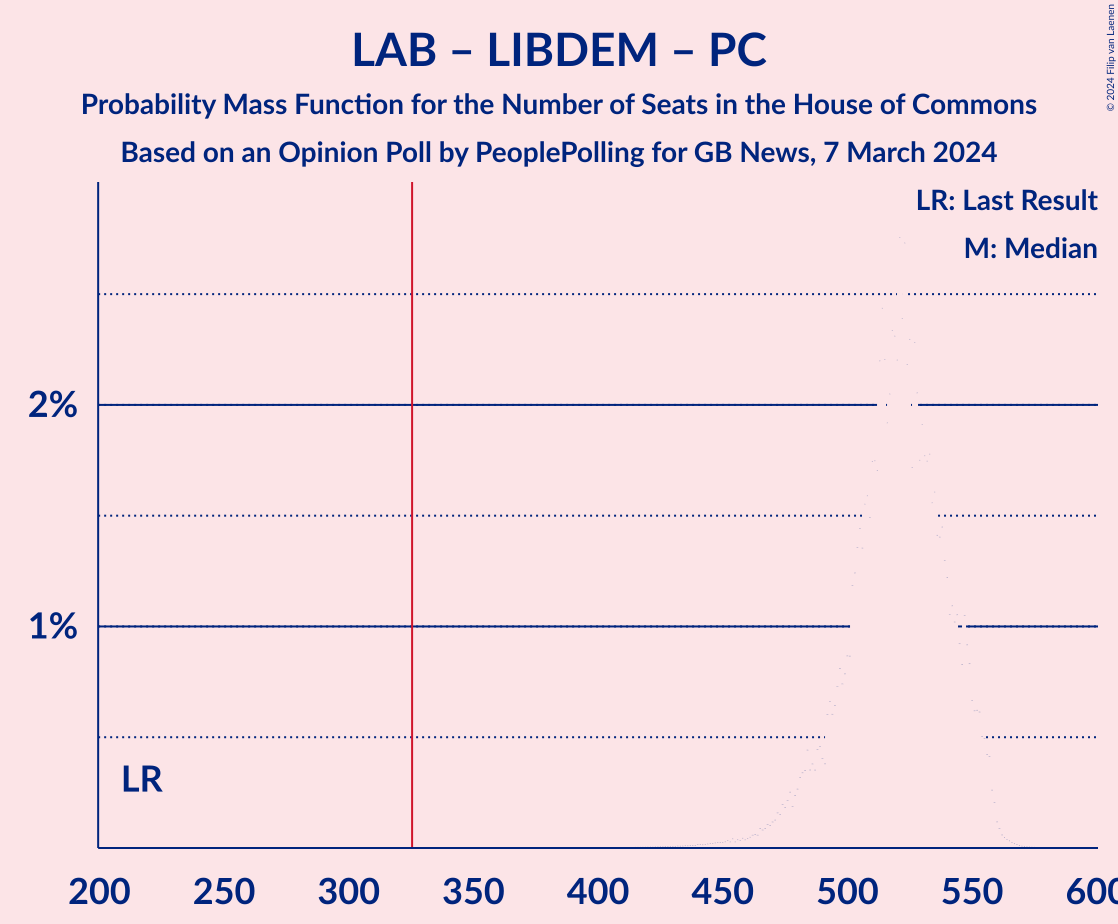 LAB – LIBDEM – PC
Probability Mass Function for the Number of Seats in the House of Commons
Based on an Opinion Poll by PeoplePolling for GB News, 7 March 2024
© 2024 Filip van Laenen
LR: Last Result
M: Median
2%
1%
LR
200 250 300 350 400 450 500 550 600